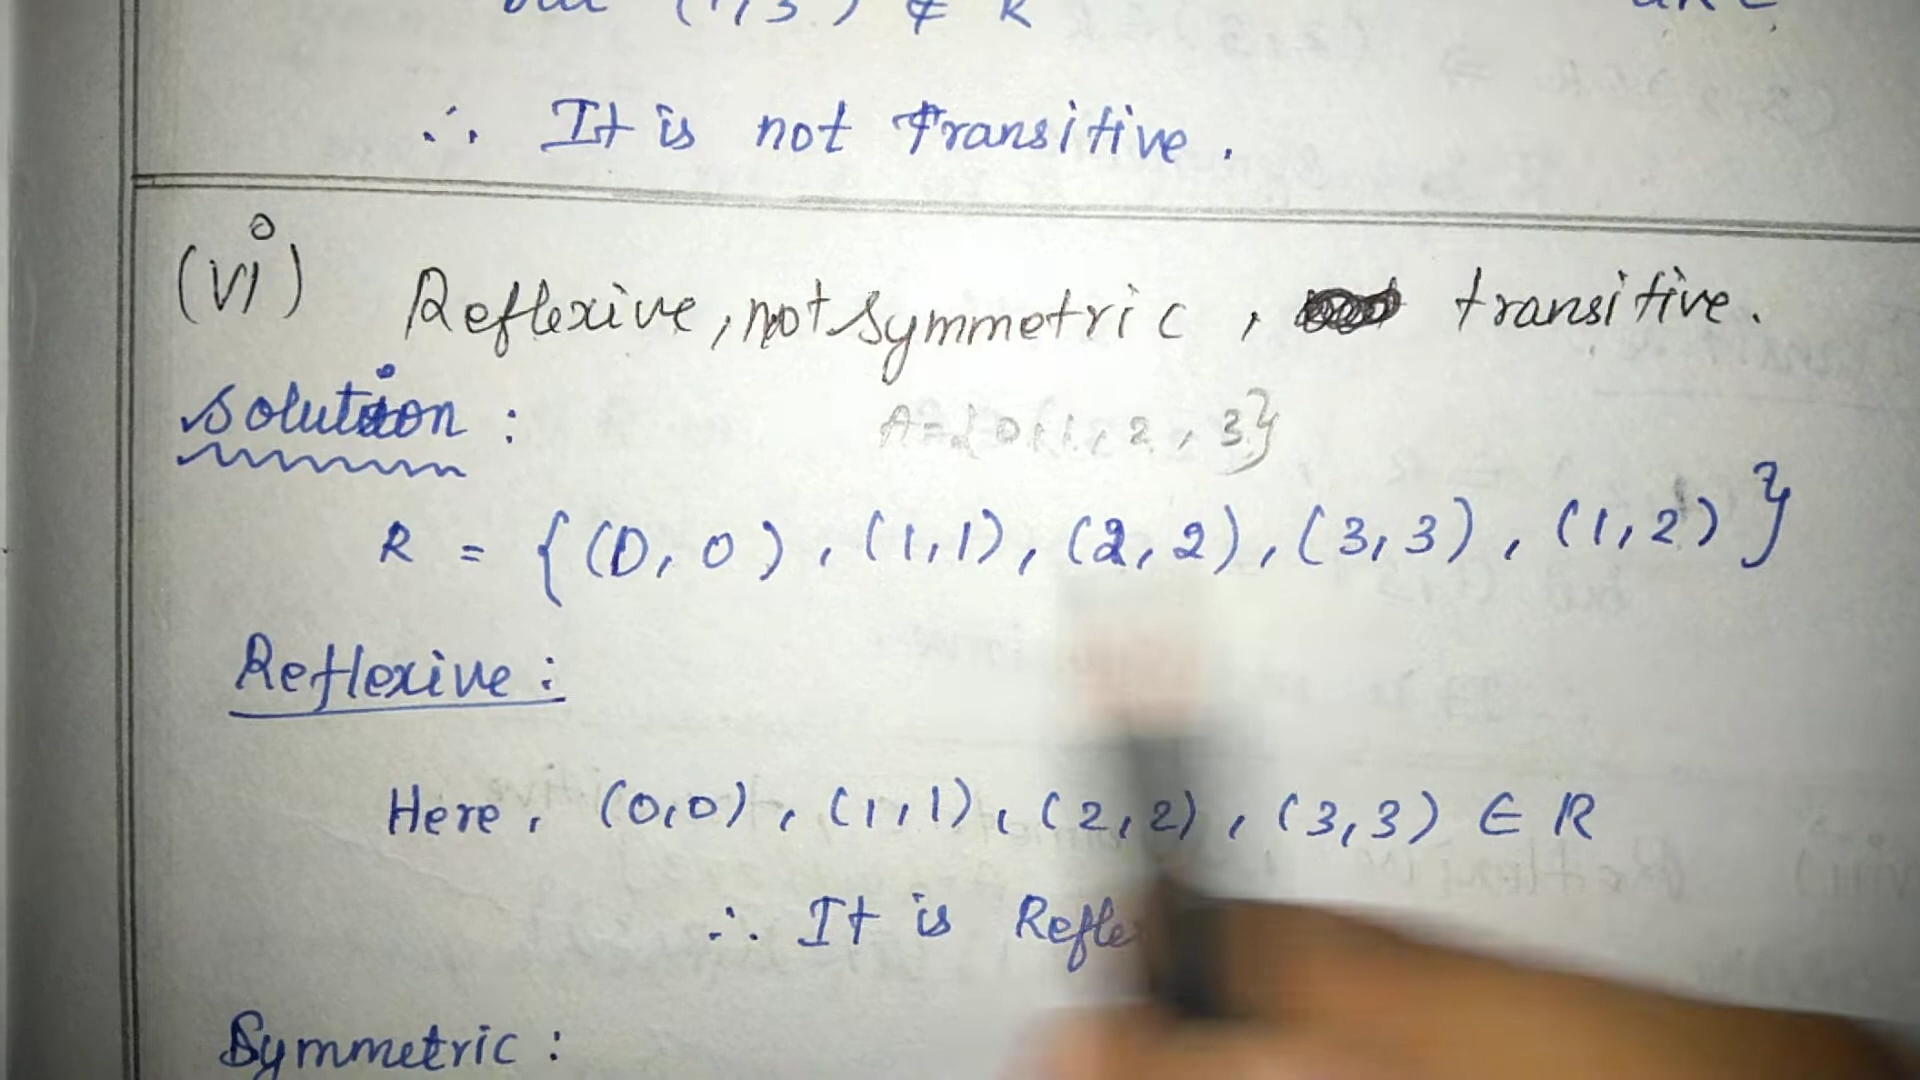 (1,3) ∉ R
∴ It is not Transitive.
(vi) Reflexive, not symmetric, transitive.
Solution:
A={0,1,2,3}
R = {(0,0), (1,1), (2,2), (3,3), (1,2)}
Reflexive:
Here, (0,0), (1,1), (2,2), (3,3) ∈ R
∴ It is Refle
Symmetric: